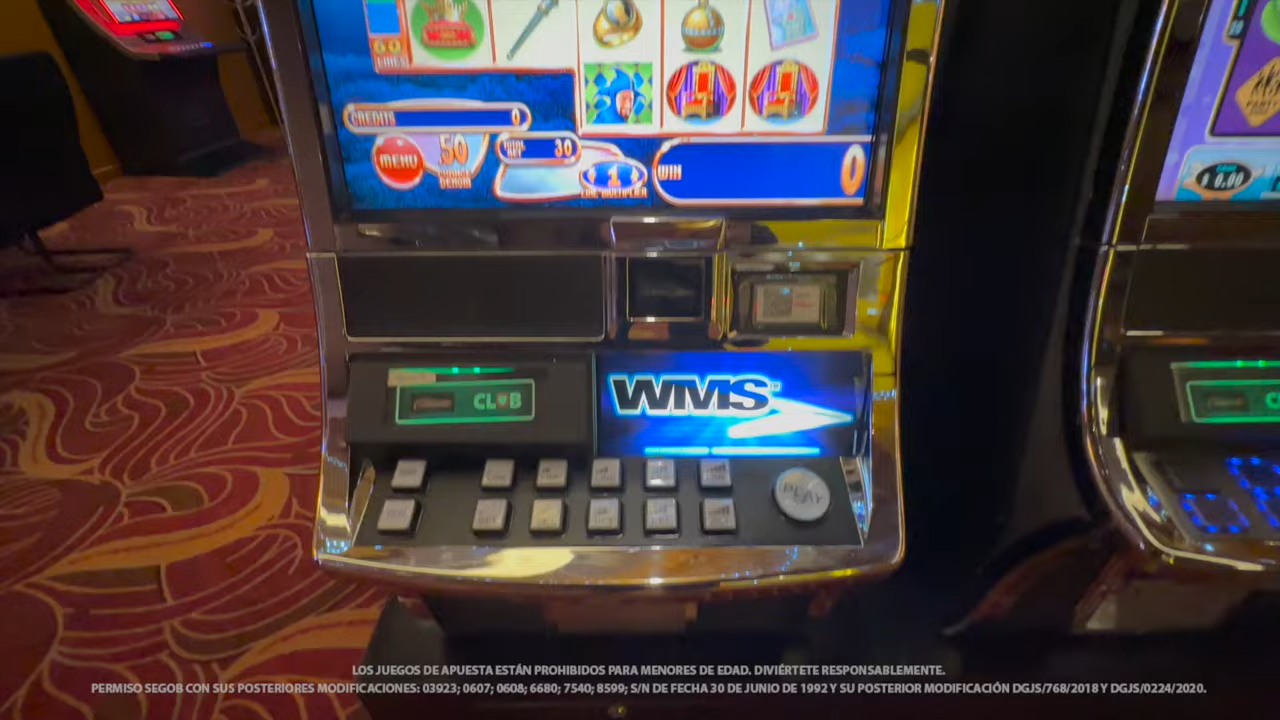 60
LINES
CREDITS 0
MENU
50
DENOM
TOTAL BET 30
1
LINE MULTIPLIER
WIN 0
$ 0.00
WMS
CLUB
PLAY
LOS JUEGOS DE APUESTA ESTÁN PROHIBIDOS PARA MENORES DE EDAD. DIVIÉRTETE RESPONSABLEMENTE.
PERMISO SEGOB CON SUS POSTERIORES MODIFICACIONES: 03923; 0607; 0608; 6680; 7540; 8599; S/N DE FECHA 30 DE JUNIO DE 1992 Y SU POSTERIOR MODIFICACIÓN DGJS/768/2018 Y DGJS/0224/2020.